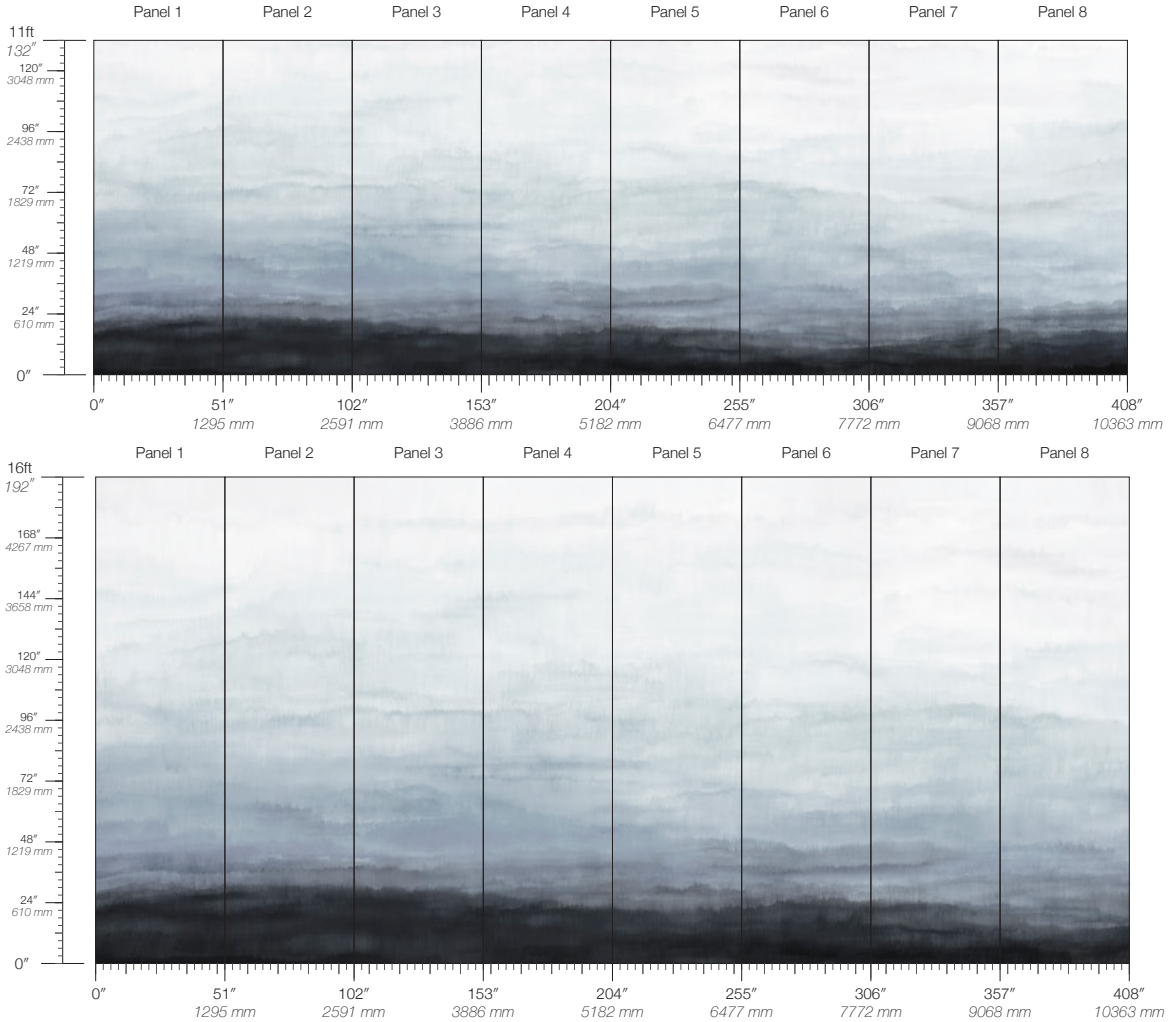 Panel 1 Panel 2 Panel 3 Panel 4 Panel 5 Panel 6 Panel 7 Panel 8
11ft
132″
120″
3048 mm
96″
2438 mm
72″
1829 mm
48″
1219 mm
24″
610 mm
0″
0″ 51″ 102″ 153″ 204″ 255″ 306″ 357″ 408″
1295 mm 2591 mm 3886 mm 5182 mm 6477 mm 7772 mm 9068 mm 10363 mm
Panel 1 Panel 2 Panel 3 Panel 4 Panel 5 Panel 6 Panel 7 Panel 8
16ft
192″
168″
4267 mm
144″
3658 mm
120″
3048 mm
96″
2438 mm
72″
1829 mm
48″
1219 mm
24″
610 mm
0″
0″ 51″ 102″ 153″ 204″ 255″ 306″ 357″ 408″
1295 mm 2591 mm 3886 mm 5182 mm 6477 mm 7772 mm 9068 mm 10363 mm